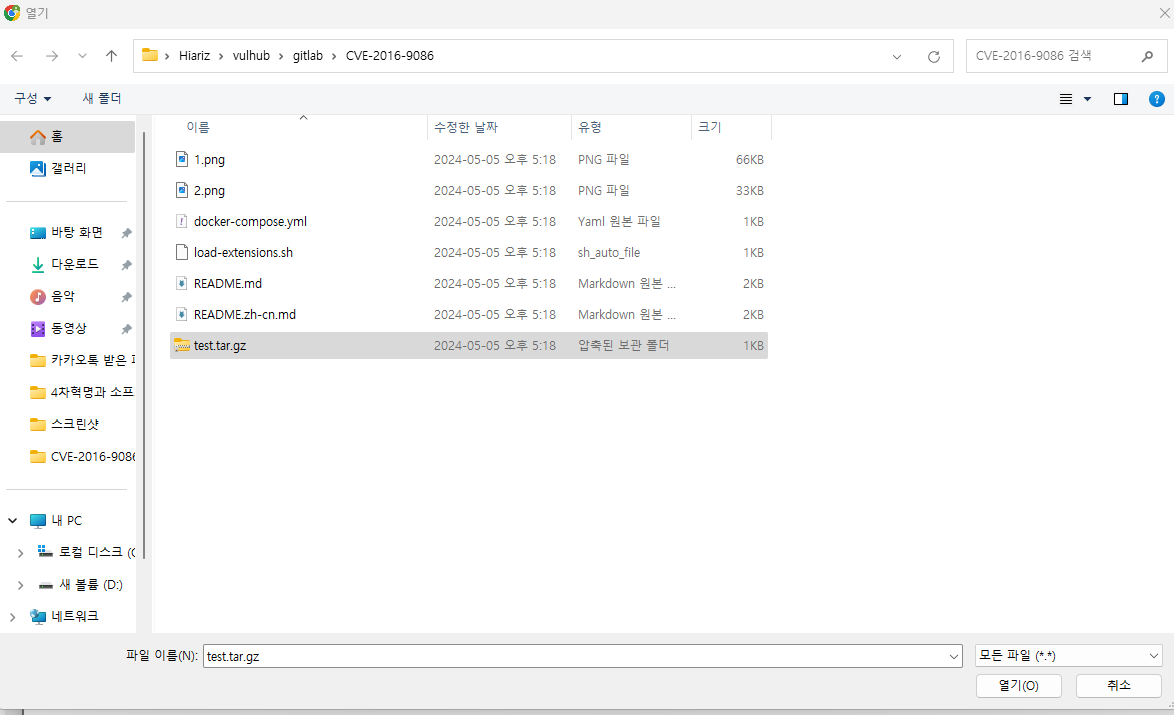 열기
Hiariz > vulhub > gitlab > CVE-2016-9086
CVE-2016-9086 검색
구성 새 폴더
홈
갤러리
바탕 화면
다운로드
음악
동영상
카카오톡 받은
4차혁명과 소프
스크린샷
CVE-2016-9086
내 PC
로컬 디스크 (C
새 볼륨 (D:)
네트워크
이름 수정한 날짜 유형 크기
1.png 2024-05-05 오후 5:18 PNG 파일 66KB
2.png 2024-05-05 오후 5:18 PNG 파일 33KB
docker-compose.yml 2024-05-05 오후 5:18 Yaml 원본 파일 1KB
load-extensions.sh 2024-05-05 오후 5:18 sh_auto_file 1KB
README.md 2024-05-05 오후 5:18 Markdown 원본 ... 2KB
README.zh-cn.md 2024-05-05 오후 5:18 Markdown 원본 ... 2KB
test.tar.gz 2024-05-05 오후 5:18 압축된 보관 폴더 1KB
파일 이름(N): test.tar.gz 모든 파일 (*.*)
열기(O) 취소